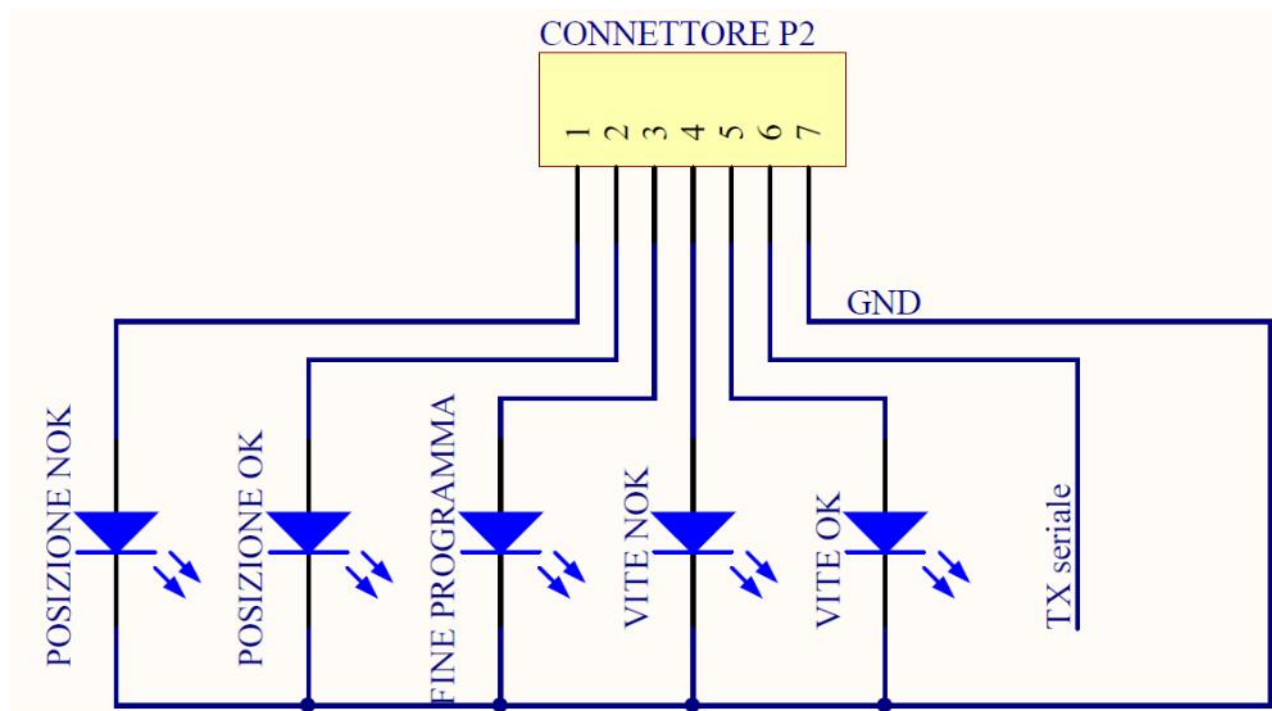 CONNETTORE P2
1
2
3
4
5
6
7
GND
POSIZIONE NOK
POSIZIONE OK
FINE PROGRAMMA
VITE NOK
VITE OK
TX seriale